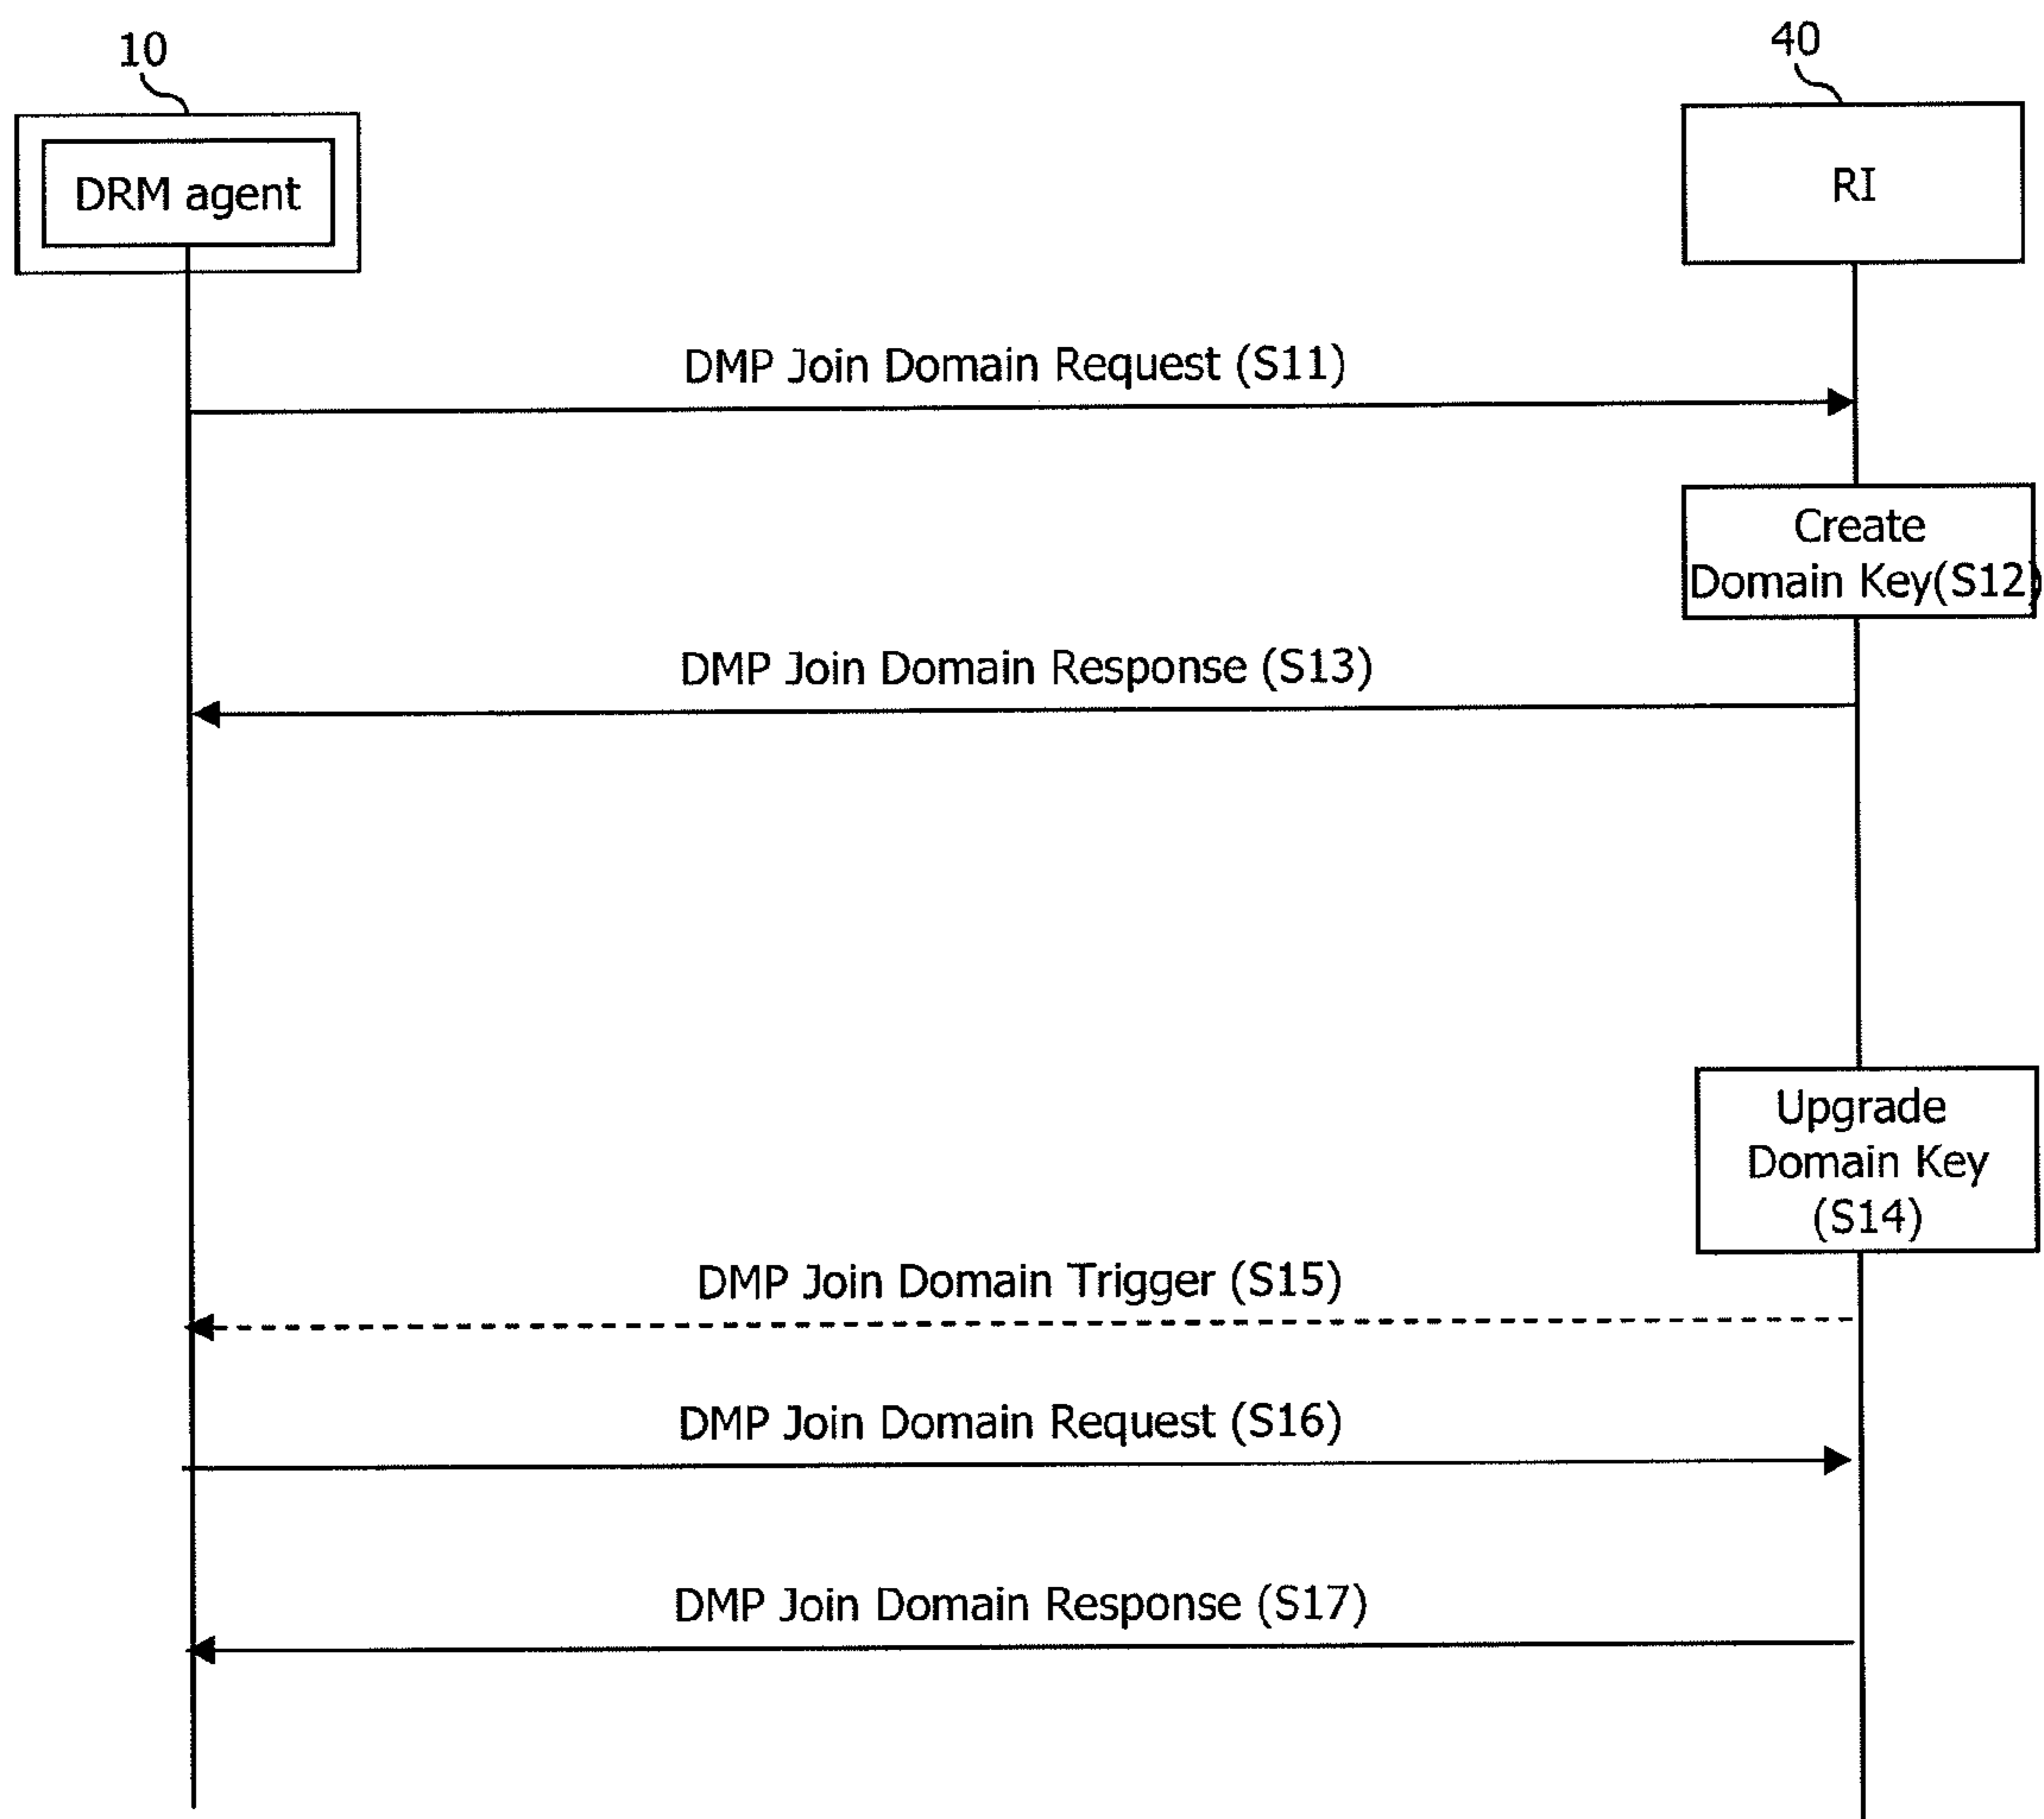 10
40
DRM agent
RI
DMP Join Domain Request (S11)
Create
Domain Key(S12)
DMP Join Domain Response (S13)
Upgrade
Domain Key
(S14)
DMP Join Domain Trigger (S15)
DMP Join Domain Request (S16)
DMP Join Domain Response (S17)